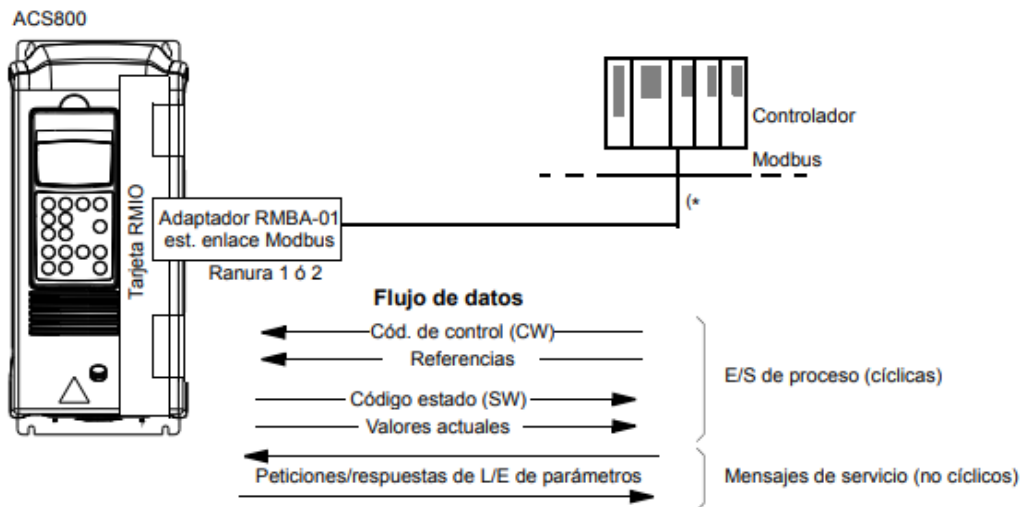 ACS800
Controlador
Modbus
(*
Tarjeta RMIO
Adaptador RMBA-01
est. enlace Modbus
Ranura 1 ó 2
Flujo de datos
Cód. de control (CW)
Referencias
Código estado (SW)
Valores actuales
E/S de proceso (cíclicas)
Peticiones/respuestas de L/E de parámetros
Mensajes de servicio (no cíclicos)